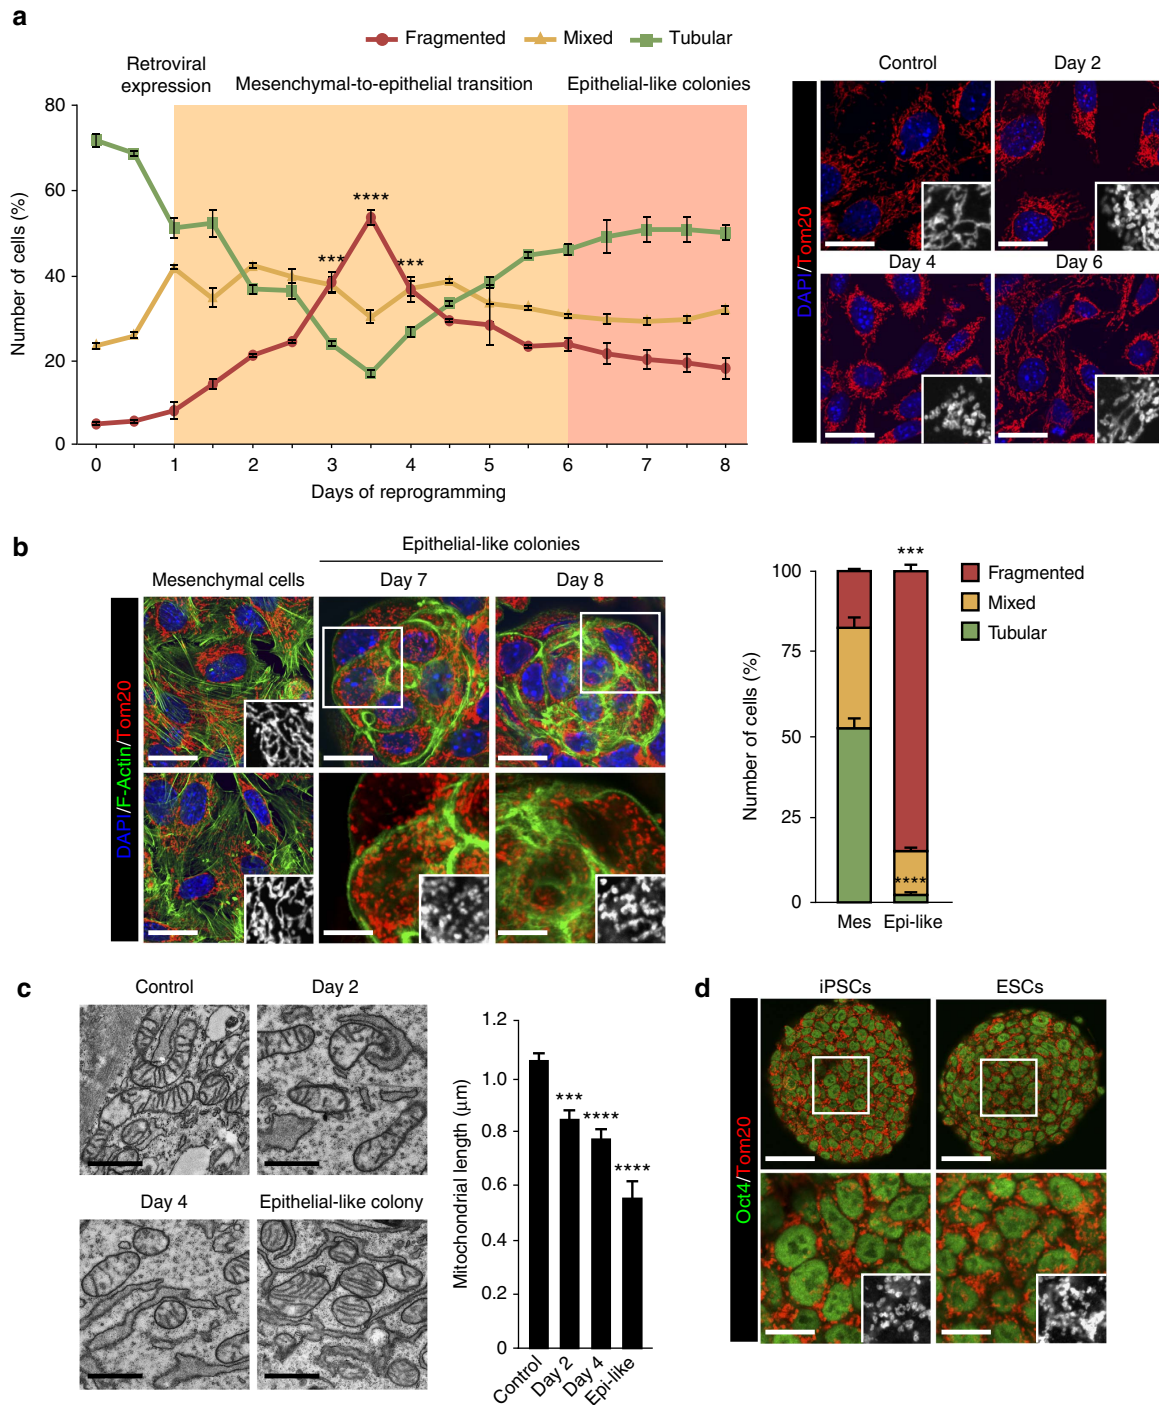 a
Fragmented Mixed Tubular
Retroviral expression
Mesenchymal-to-epithelial transition
Epithelial-like colonies
Number of cells (%)
80
60
40
20
0
****
***
***
0 1 2 3 4 5 6 7 8
Days of reprogramming
DAPI/Tom20
Control Day 2
Day 4 Day 6
b
Epithelial-like colonies
Mesenchymal cells Day 7 Day 8
DAPI/F-Actin/Tom20
Number of cells (%)
100
75
50
25
0
***
****
Mes Epi-like
Fragmented
Mixed
Tubular
c
Control Day 2
Day 4 Epithelial-like colony
Mitochondrial length (μm)
1.2
1.0
0.8
0.6
0.4
0.2
0
***
****
****
Control
Day 2
Day 4
Epi-like
d
iPSCs ESCs
Oct4/Tom20